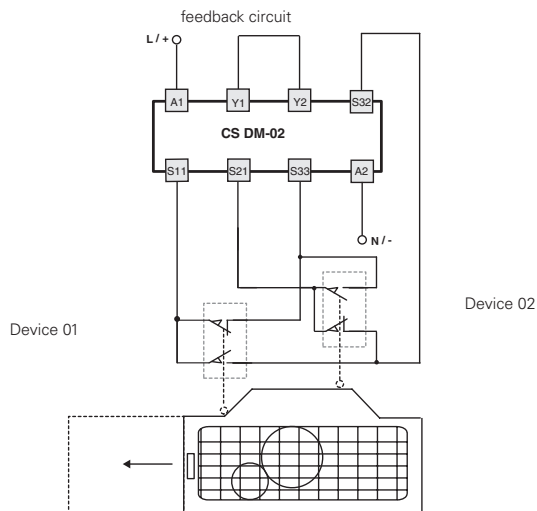 feedback circuit
L / +
A1
Y1
Y2
S32
CS DM-02
S11
S21
S33
A2
N / -
Device 02
Device 01